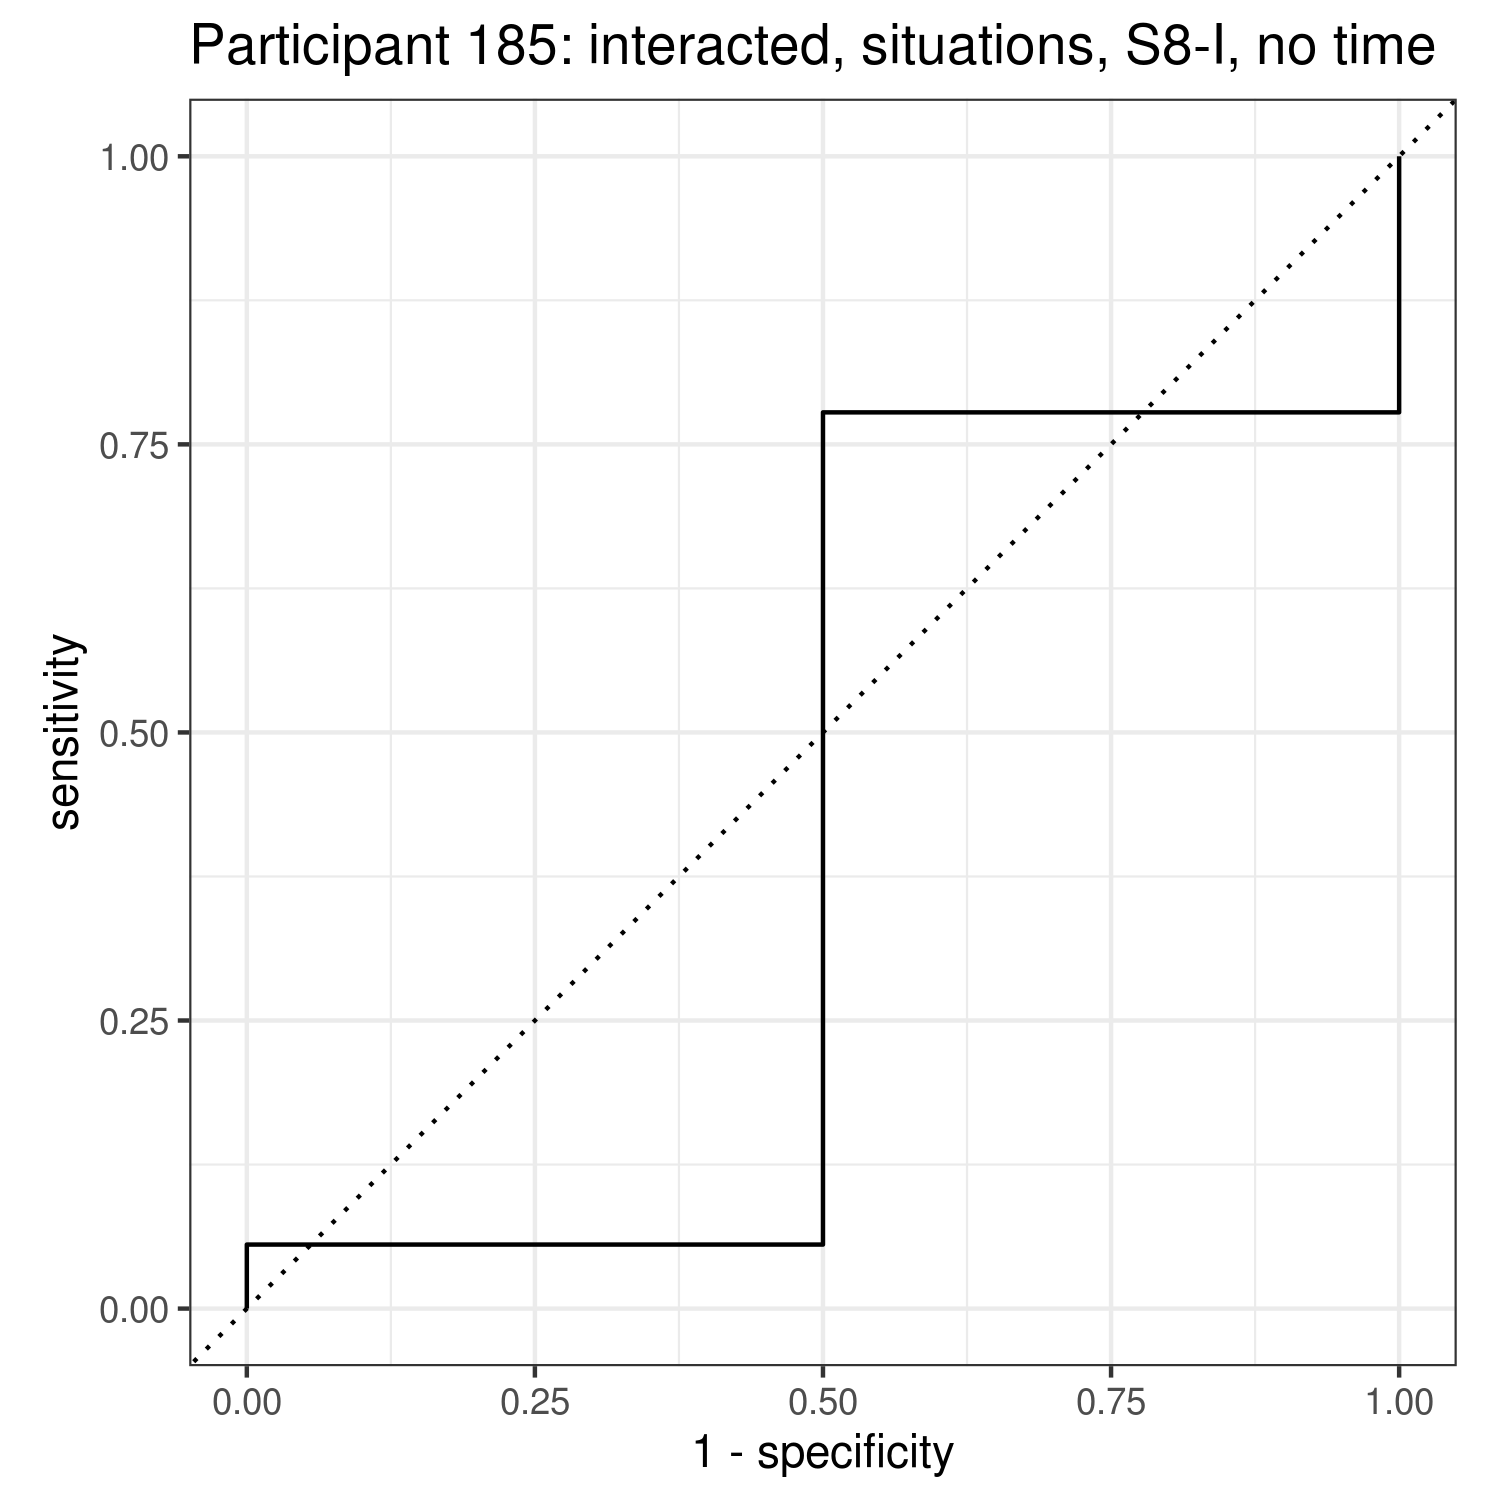 Participant 185: interacted, situations, S8-I, no time
1.00
0.75
0.50
0.25
0.00
sensitivity
0.00 0.25 0.50 0.75 1.00
1 - specificity